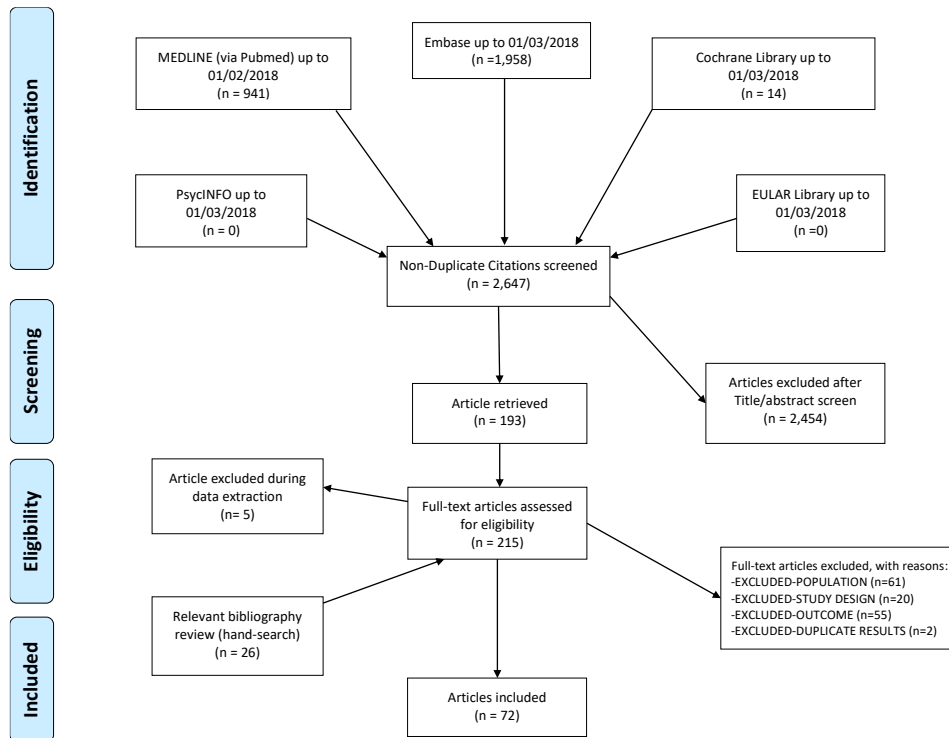 Identification
MEDLINE (via Pubmed) up to
01/02/2018
(n = 941)
Embase up to 01/03/2018
(n =1,958)
Cochrane Library up to
01/03/2018
(n = 14)
PsycINFO up to
01/03/2018
(n = 0)
EULAR Library up to
01/03/2018
(n =0)
Non-Duplicate Citations screened
(n = 2,647)
Screening
Articles excluded after
Title/abstract screen
(n = 2,454)
Article retrieved
(n = 193)
Eligibility
Article excluded during
data extraction
(n= 5)
Full-text articles assessed
for eligibility
(n = 215)
Full-text articles excluded, with reasons:
-EXCLUDED-POPULATION (n=61)
-EXCLUDED-STUDY DESIGN (n=20)
-EXCLUDED-OUTCOME (n=55)
-EXCLUDED-DUPLICATE RESULTS (n=2)
Relevant bibliography
review (hand-search)
(n = 26)
Included
Articles included
(n = 72)